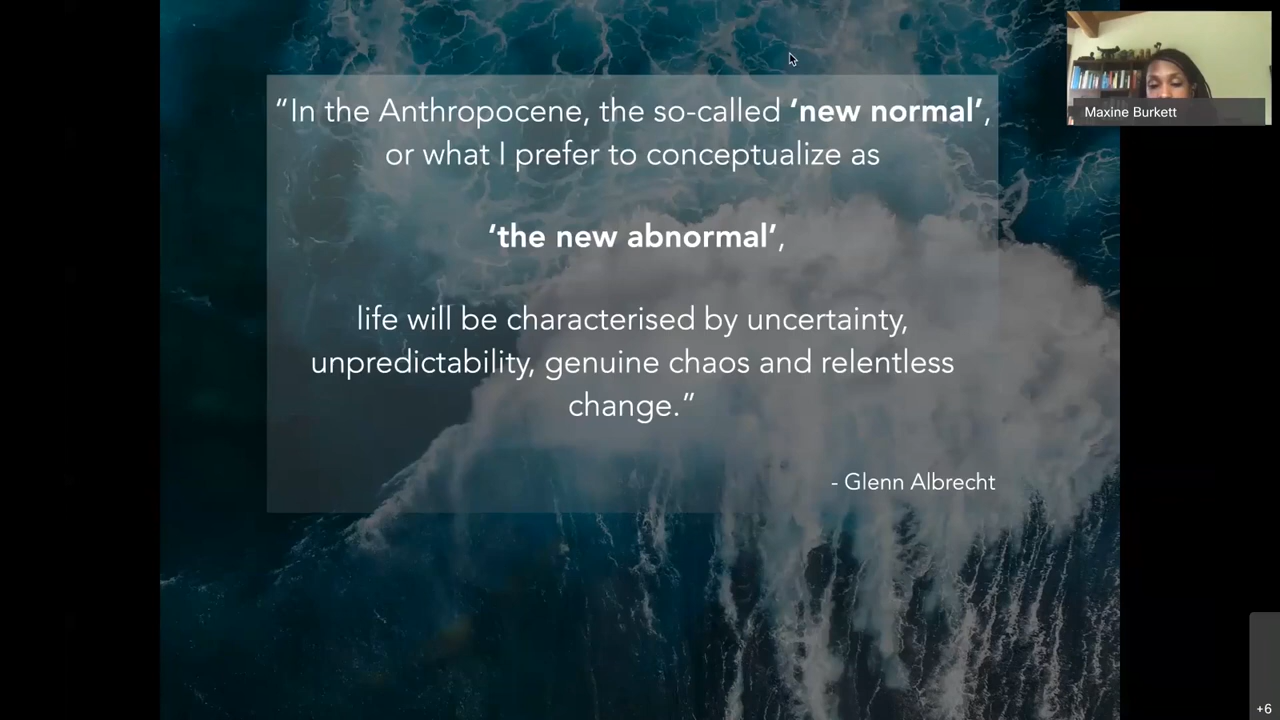 “In the Anthropocene, the so-called ‘new normal’,
or what I prefer to conceptualize as
‘the new abnormal’,
life will be characterised by uncertainty,
unpredictability, genuine chaos and relentless
change.”
- Glenn Albrecht
Maxine Burkett
+6